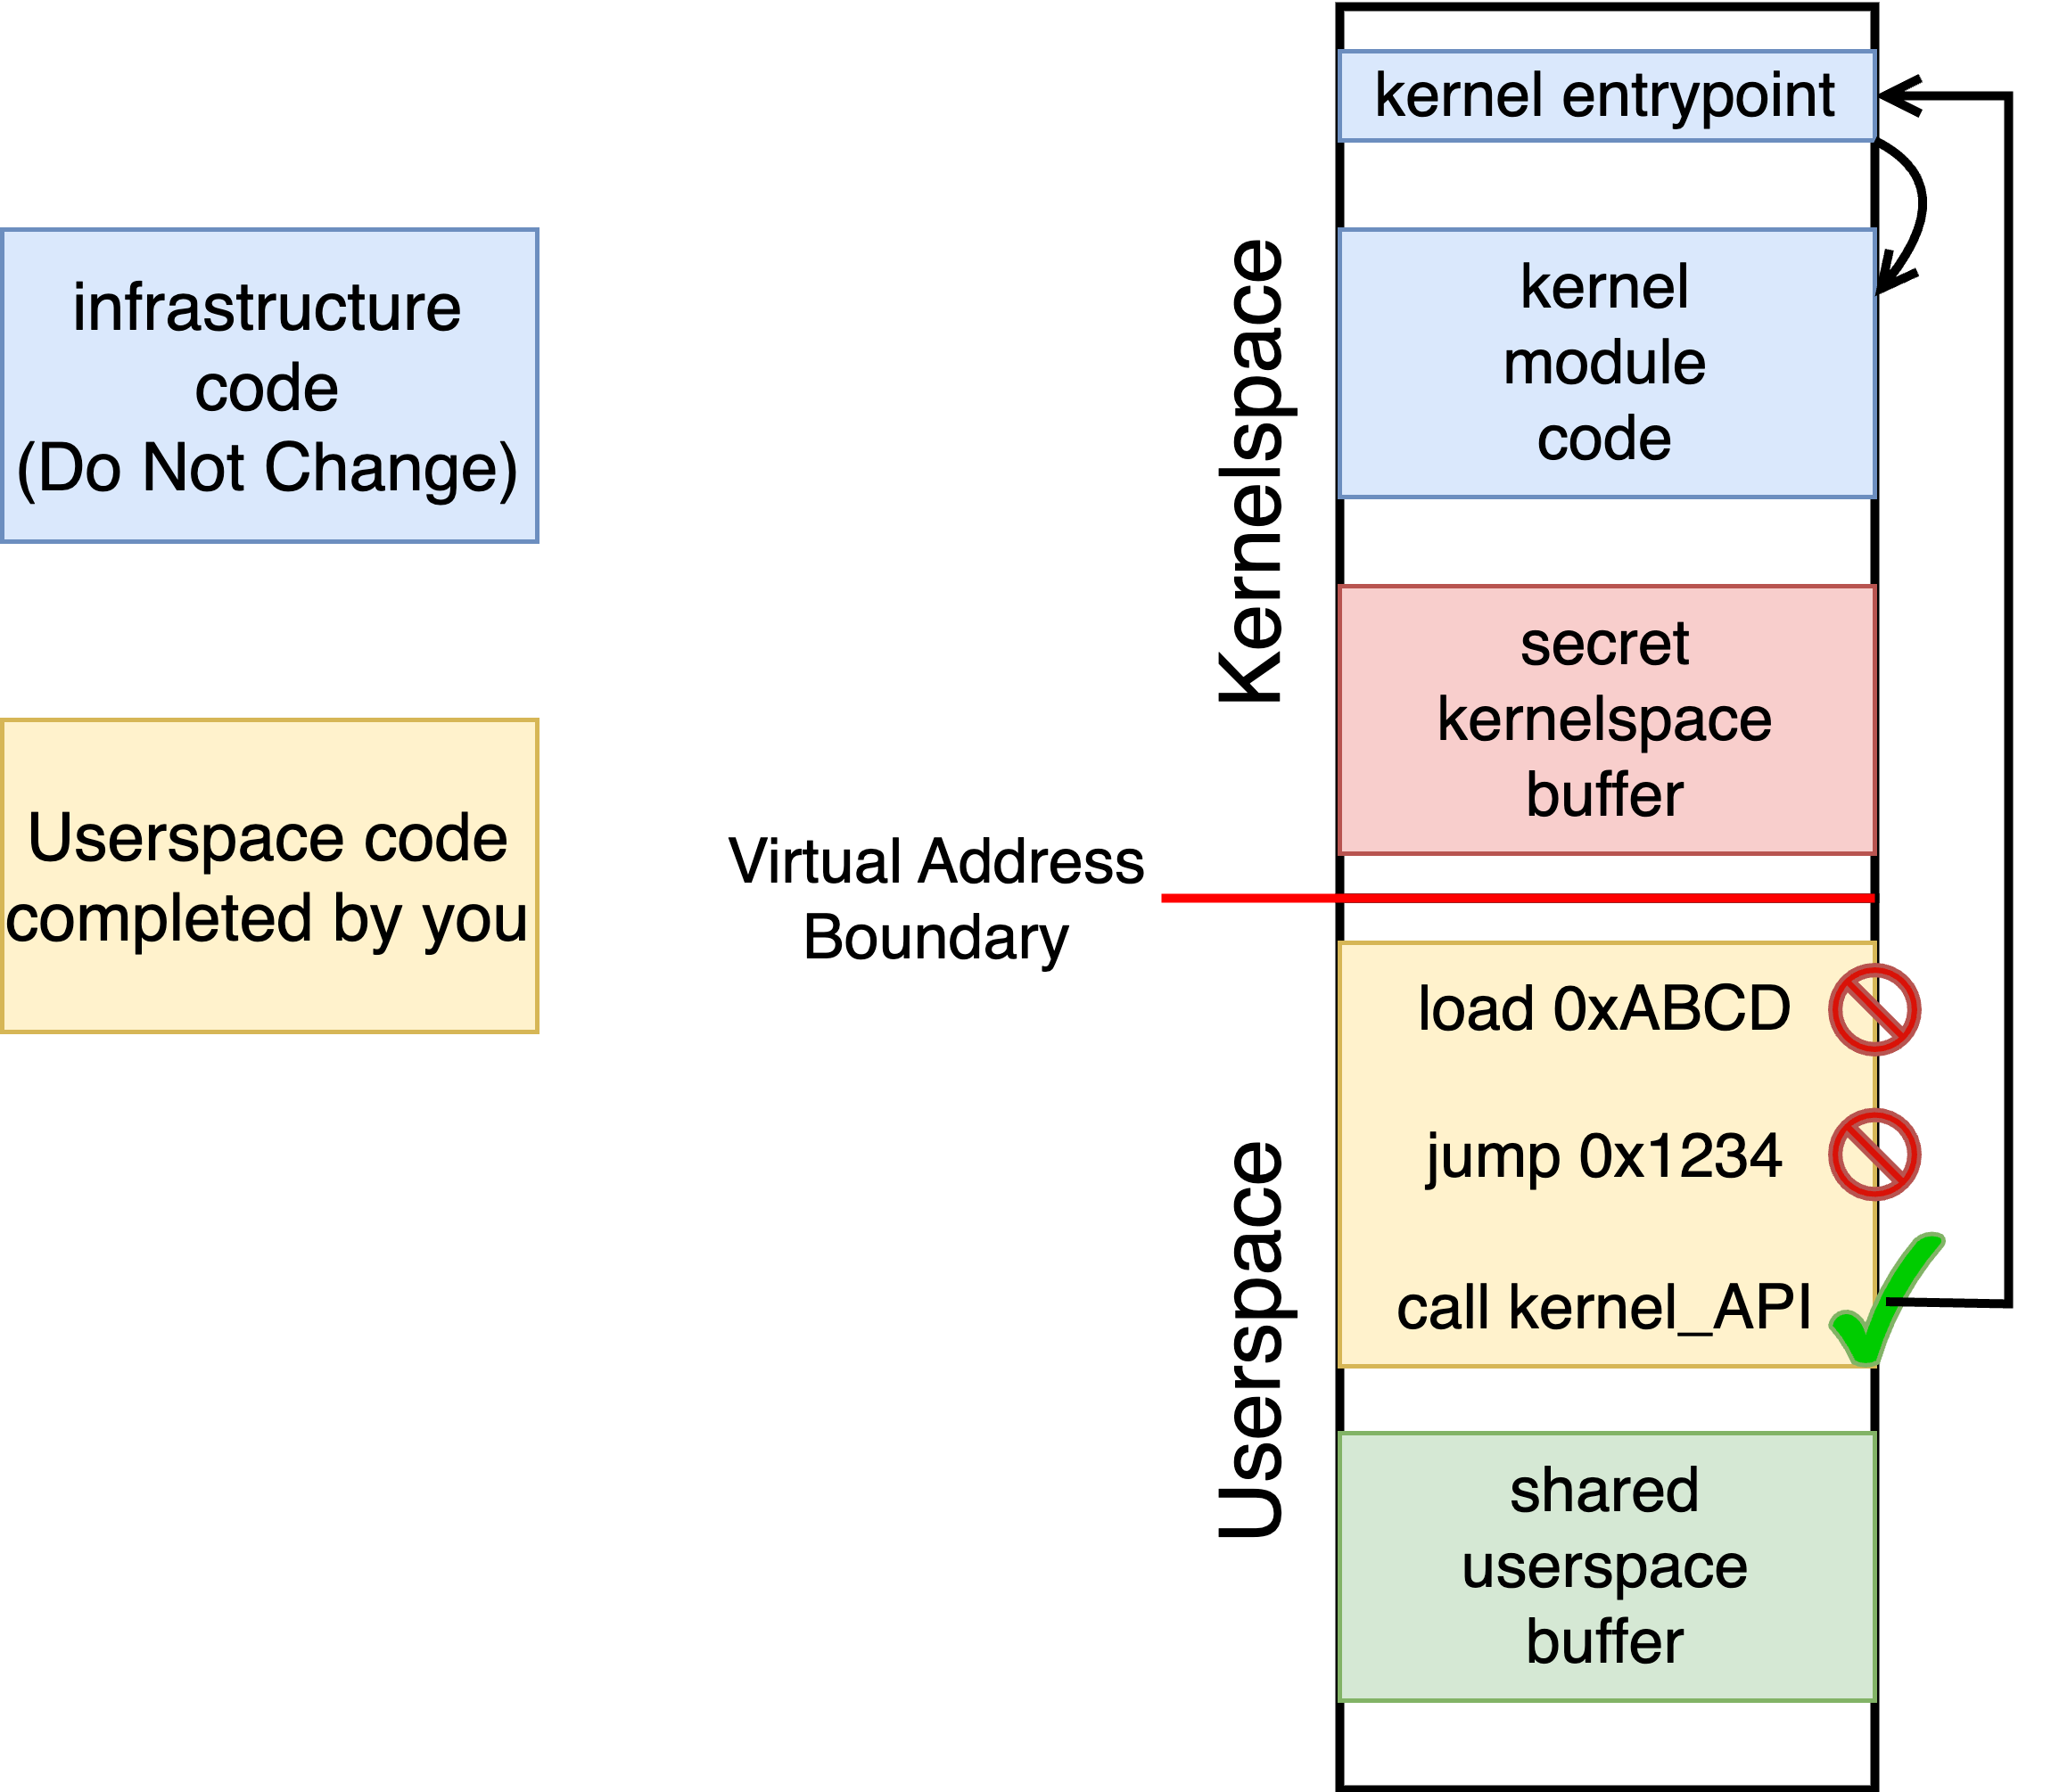 kernel entrypoint
infrastructure
code
(Do Not Change)
Kernelspace
kernel
module
code
secret
kernelspace
buffer
Userspace code
completed by you
Virtual Address
Boundary
load 0xABCD
jump 0x1234
call kernel_API
Userspace
shared
userspace
buffer